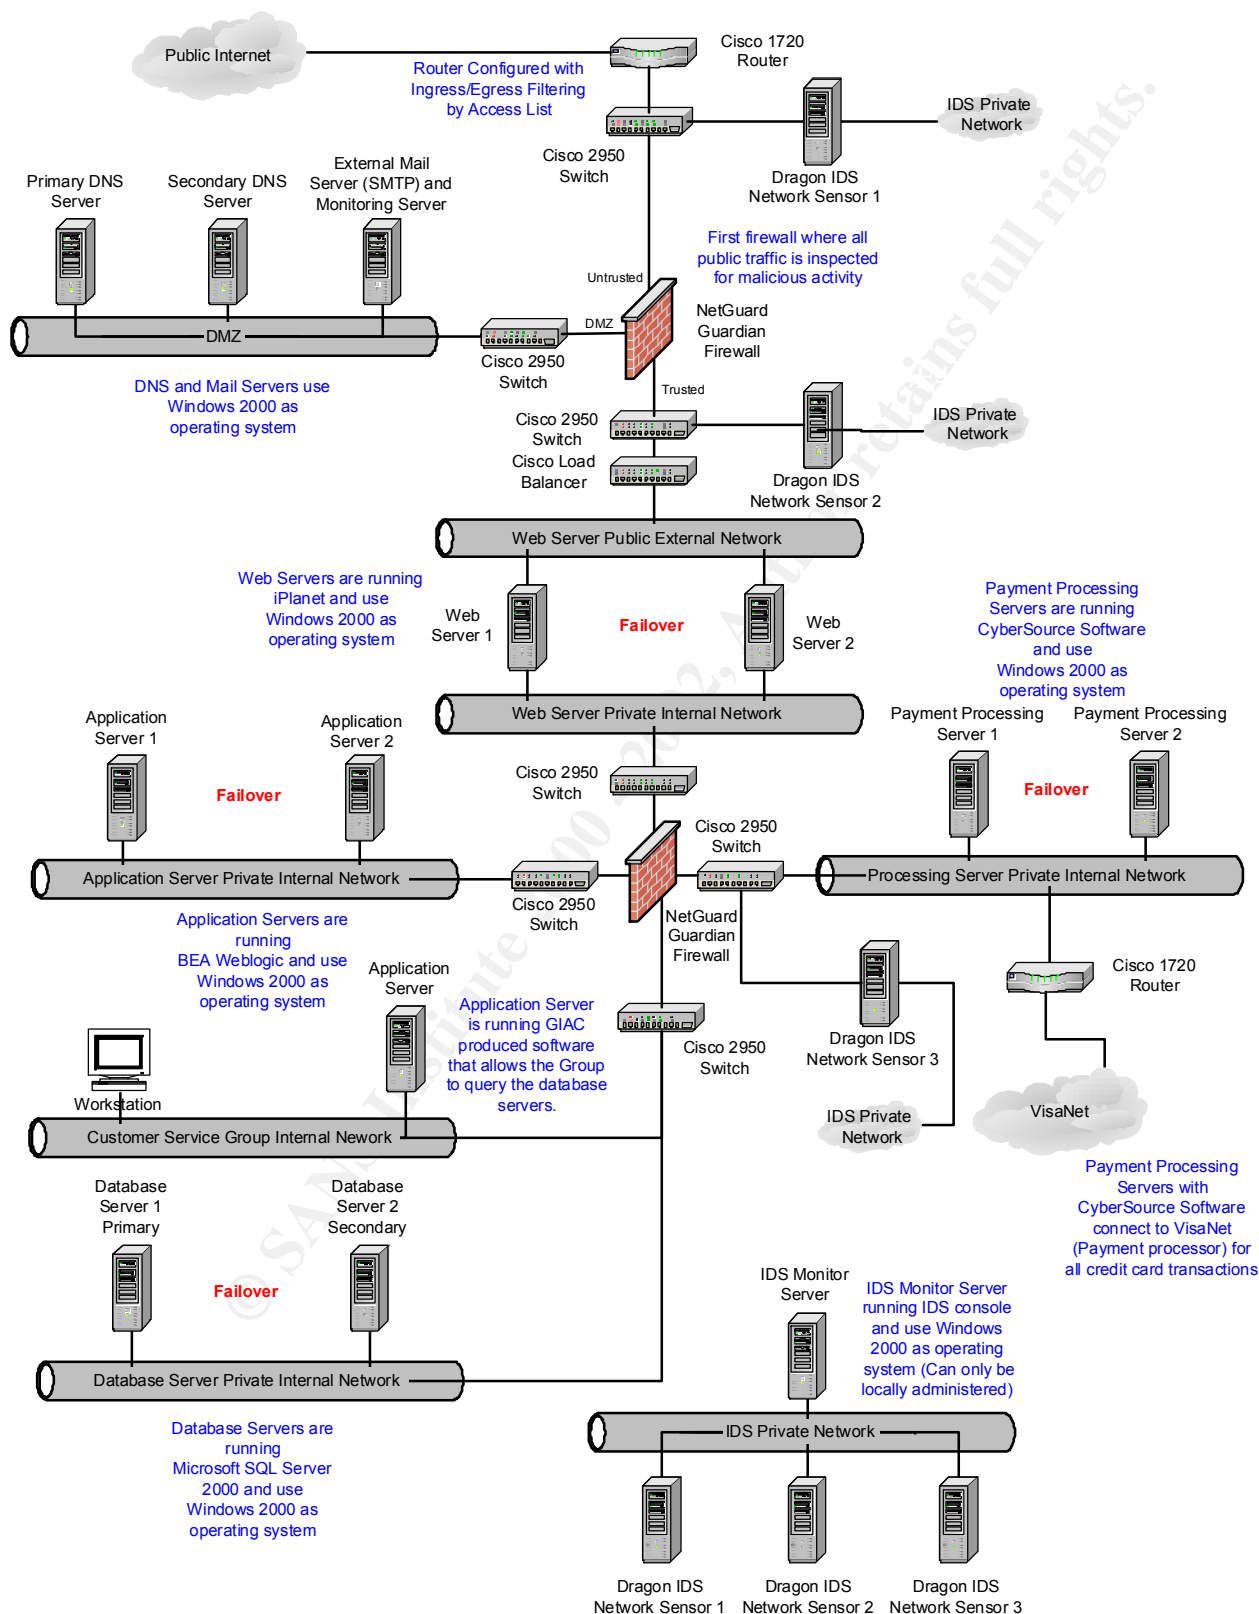 Public Internet
Cisco 1720
Router
Router Configured with
Ingress/Egress Filtering
by Access List
IDS Private
Network
Cisco 2950
Switch
Dragon IDS
Network Sensor 1
Primary DNS
Server
Secondary DNS
Server
External Mail
Server (SMTP) and
Monitoring Server
First firewall where all
public traffic is inspected
for malicious activity
Untrusted
NetGuard
Guardian
Firewall
DMZ
DMZ
Cisco 2950
Switch
DNS and Mail Servers use
Windows 2000 as
operating system
Trusted
Cisco 2950
Switch
IDS Private
Network
Cisco Load
Balancer
Dragon IDS
Network Sensor 2
Web Server Public External Network
Web Servers are running
iPlanet and use
Windows 2000 as
operating system
Web
Server 1
Failover
Web
Server 2
Payment Processing
Servers are running
CyberSource Software
and use
Windows 2000 as
operating system
Web Server Private Internal Network
Application
Server 1
Application
Server 2
Failover
Payment Processing
Server 1
Payment Processing
Server 2
Failover
Cisco 2950
Switch
Cisco 2950
Switch
Application Server Private Internal Network
Cisco 2950
Switch
Processing Server Private Internal Network
NetGuard
Guardian
Firewall
Application Servers are
running
BEA Weblogic and use
Windows 2000 as
operating system
Application
Server
Application Server
is running GIAC
produced software
that allows the Group
to query the database
servers.
Cisco 2950
Switch
Dragon IDS
Network Sensor 3
Cisco 1720
Router
Workstation
Customer Service Group Internal Nework
IDS Private
Network
VisaNet
Payment Processing
Servers with
CyberSource Software
connect to VisaNet
(Payment processor) for
all credit card transactions
Database
Server 1
Primary
Database
Server 2
Secondary
Failover
Database Server Private Internal Network
Database Servers are
running
Microsoft SQL Server
2000 and use
Windows 2000 as
operating system
IDS Monitor
Server
IDS Monitor Server
running IDS console
and use Windows
2000 as operating
system (Can only be
locally administered)
IDS Private Network
Dragon IDS
Network Sensor 1
Dragon IDS
Network Sensor 2
Dragon IDS
Network Sensor 3
© SANS Institute 2000 - 2002, Author retains full rights.